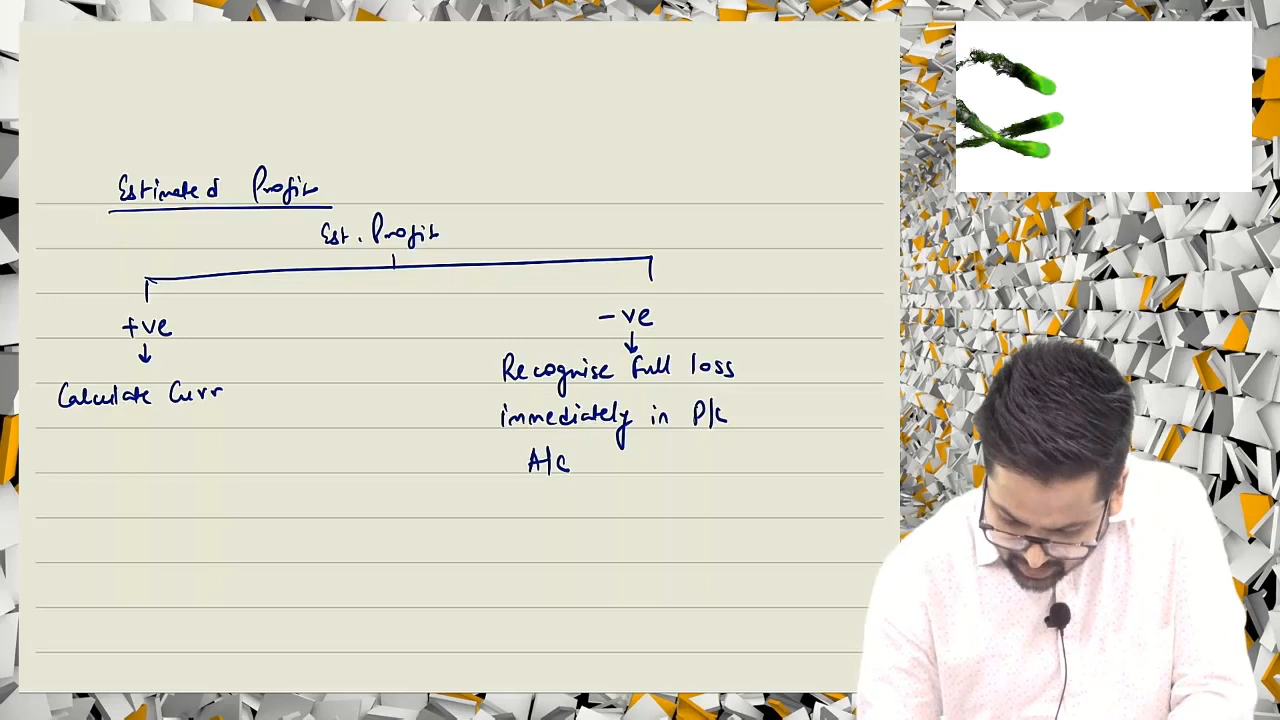 Estimated Profit
Est. Profit
+ve
-ve
↓
↓
Recognise full loss
Calculate Curr
immediately in P/L
A/c